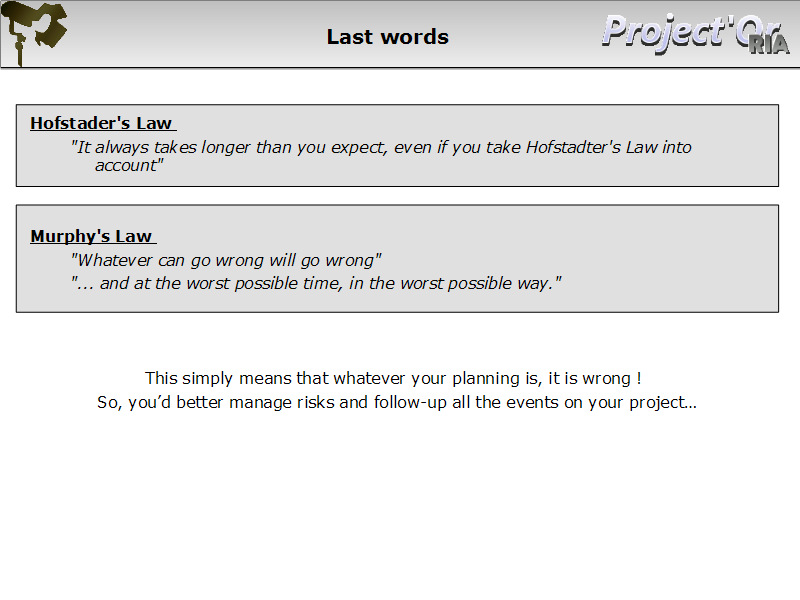 Last words
Project'Or
RIA
Hofstader's Law
"It always takes longer than you expect, even if you take Hofstadter's Law into
account"
Murphy's Law
"Whatever can go wrong will go wrong"
"... and at the worst possible time, in the worst possible way."
This simply means that whatever your planning is, it is wrong !
So, you’d better manage risks and follow-up all the events on your project…